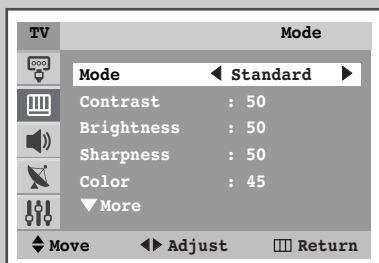 TV Mode
Mode ◀ Standard ▶
Contrast : 50
Brightness : 50
Sharpness : 50
Color : 45
▼More
Move Adjust Return